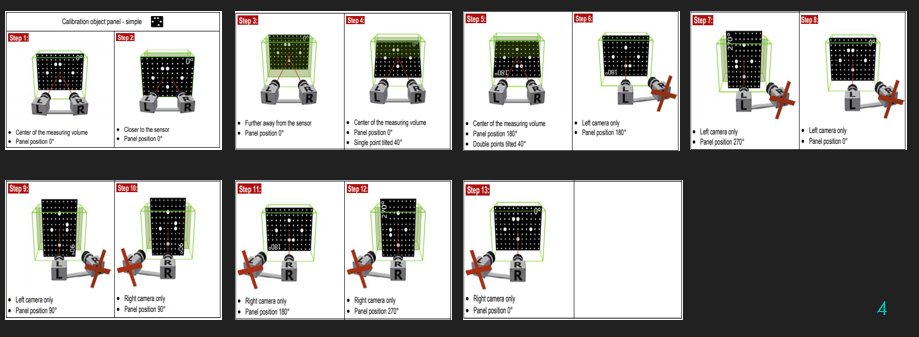 Calibration object panel - simple
Step 1:
0°
L R
• Center of the measuring volume
• Panel position 0°
Step 2:
0°
L R
• Closer to the sensor
• Panel position 0°
Step 3:
0°
L R
• Further away from the sensor
• Panel position 0°
Step 4:
0°
L R
• Center of the measuring volume
• Panel position 0°
• Single point tilted 40°
Step 5:
180°
L R
• Center of the measuring volume
• Panel position 180°
• Double points tilted 40°
Step 6:
180°
L R
• Left camera only
• Panel position 180°
Step 7:
270°
L
• Left camera only
• Panel position 270°
Step 8:
0°
L
• Left camera only
• Panel position 0°
Step 9:
90°
L
• Left camera only
• Panel position 90°
Step 10:
90°
R
• Right camera only
• Panel position 90°
Step 11:
180°
R
• Right camera only
• Panel position 180°
Step 12:
270°
R
• Right camera only
• Panel position 270°
Step 13:
0°
R
• Right camera only
• Panel position 0°
4